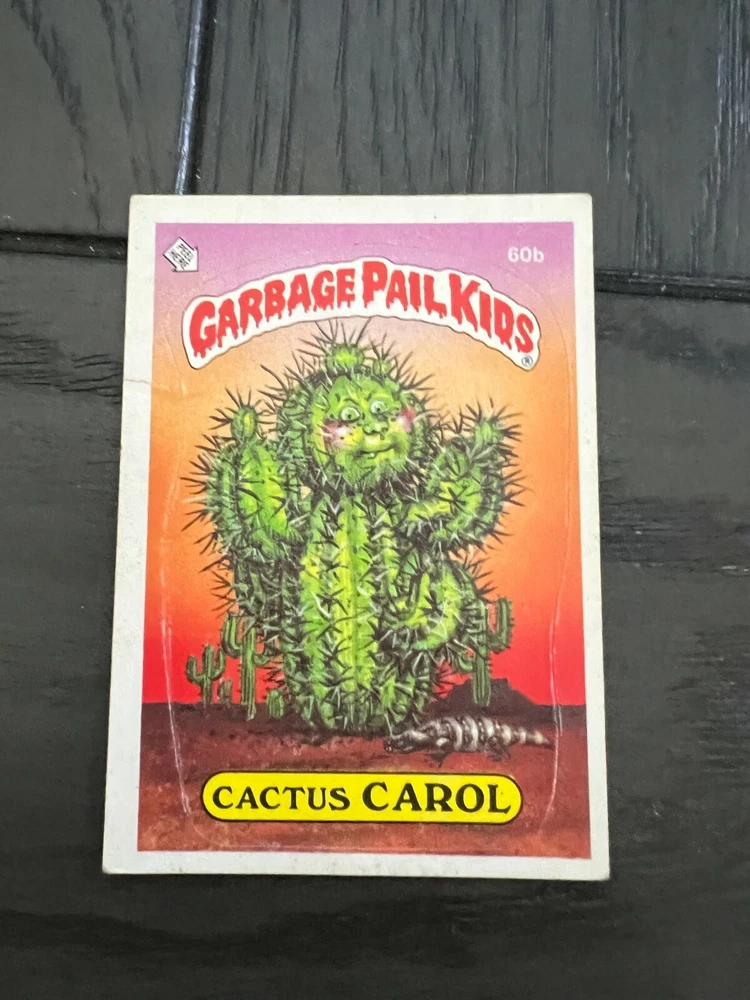 60b
GARBAGE PAIL KIDS
®
CACTUS CAROL